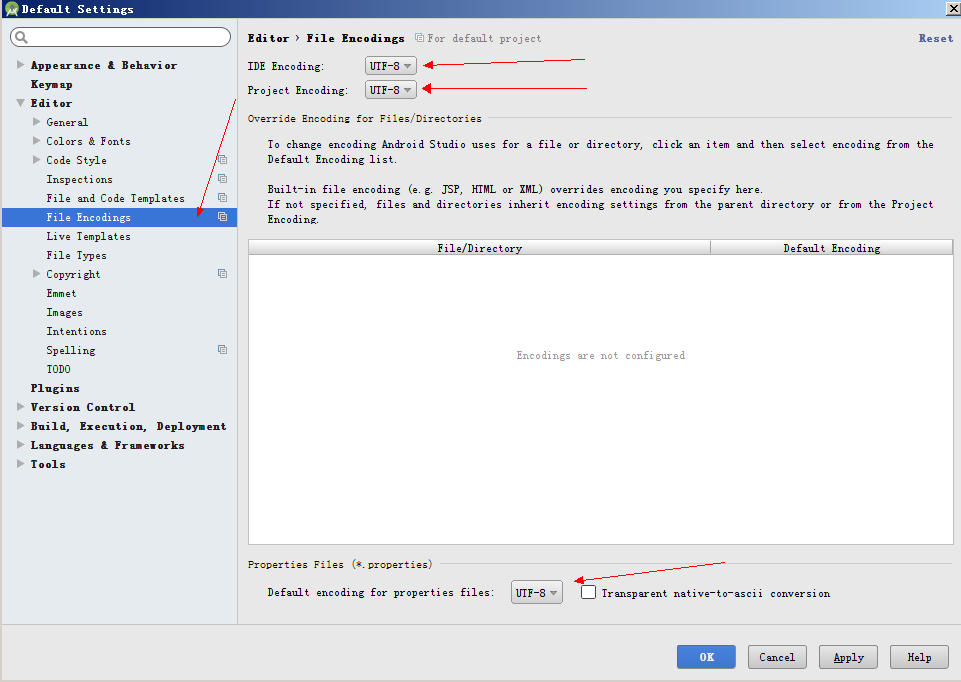 Default Settings
Appearance & Behavior
Keymap
Editor
General
Colors & Fonts
Code Style
Inspections
File and Code Templates
File Encodings
Live Templates
File Types
Copyright
Emmet
Images
Intentions
Spelling
TODO
Plugins
Version Control
Build, Execution, Deployment
Languages & Frameworks
Tools
Editor › File Encodings For default project
Reset
IDE Encoding: UTF-8
Project Encoding: UTF-8
Override Encoding for Files/Directories
To change encoding Android Studio uses for a file or directory, click an item and then select encoding from the
Default Encoding list.
Built-in file encoding (e.g. JSP, HTML or XML) overrides encoding you specify here.
If not specified, files and directories inherit encoding settings from the parent directory or from the Project
Encoding.
File/Directory Default Encoding
Encodings are not configured
Properties Files (*.properties)
Default encoding for properties files: UTF-8 Transparent native-to-ascii conversion
OK Cancel Apply Help